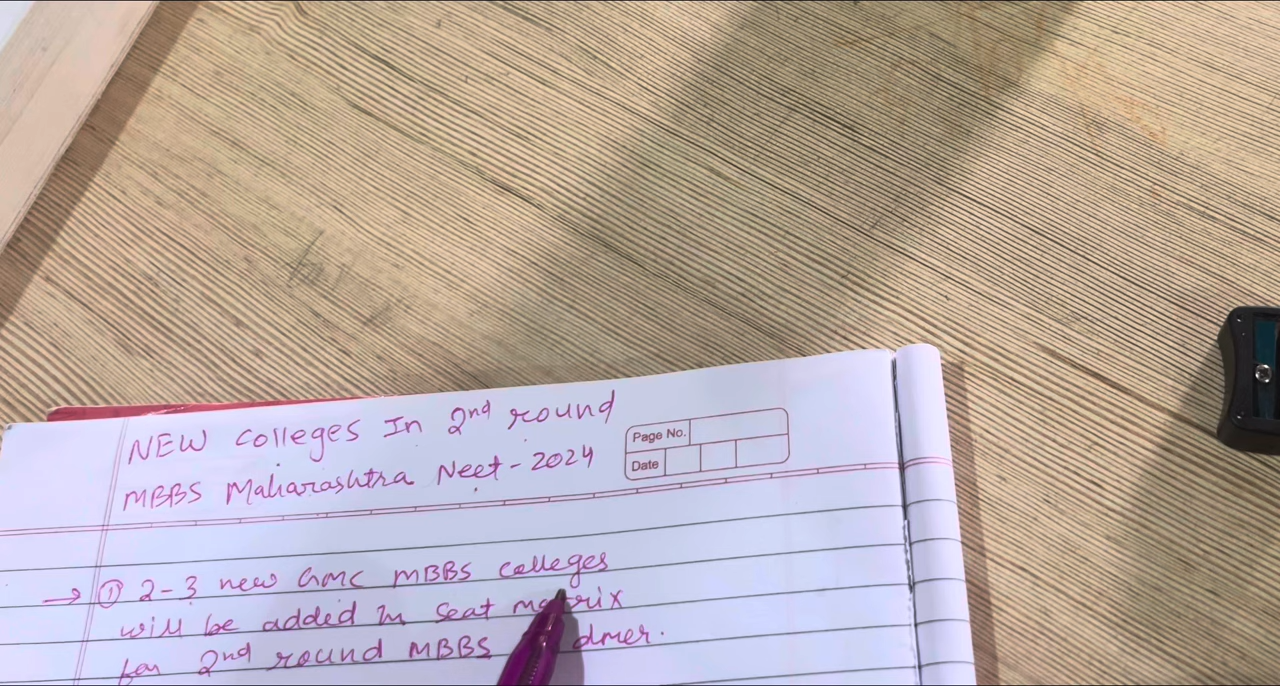 NEW Colleges In 2nd round
MBBS Maharashtra Neet-2024
Page No.
Date
→ ① 2-3 new GMC MBBS colleges
will be added in seat matrix
for 2nd round MBBS dmer.